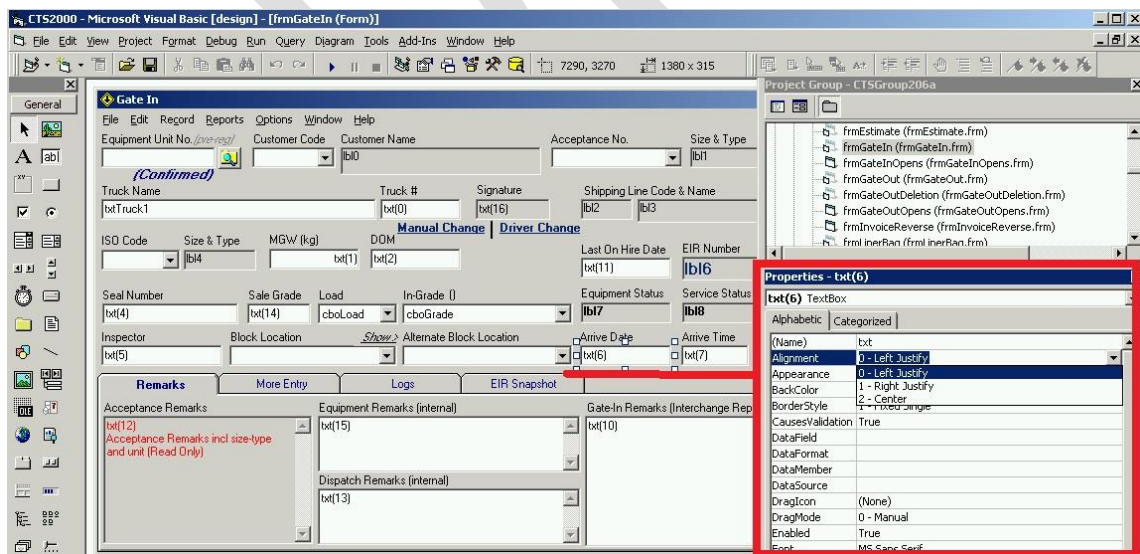 CTS2000 - Microsoft Visual Basic [design] - [frmGateIn (Form)]
File Edit View Project Format Debug Run Query Diagram Tools Add-Ins Window Help
7290, 3270 1380 x 315
General
Gate In
File Edit Record Reports Options Window Help
Equipment Unit No. /pre-reg/ Customer Code Customer Name Acceptance No. Size & Type
lbl0 lbl1
(Confirmed)
Truck Name Truck # Signature Shipping Line Code & Name
txtTruck1 txt(0) txt(16) lbl2 lbl3
Manual Change Driver Change
ISO Code Size & Type MGW (kg) DOM Last On Hire Date EIR Number
lbl4 txt(1) txt(2) txt(11) lbl6
Seal Number Sale Grade Load In-Grade () Equipment Status Service Status
txt(4) txt(14) cboLoad cboGrade lbl7 lbl8
Inspector Block Location Show> Alternate Block Location Arrive Date Arrive Time
txt(5) txt(6) txt(7)
Remarks More Entry Logs EIR Snapshot
Acceptance Remarks Equipment Remarks (internal) Gate-In Remarks (Interchange Rep
txt(12) txt(15) txt(10)
Acceptance Remarks incl size-type
and unit (Read Only)
Dispatch Remarks (internal)
txt(13)
Project Group - CTSGroup206a
frmEstimate (frmEstimate.frm)
frmGateIn (frmGateIn.frm)
frmGateInOpens (frmGateInOpens.frm)
frmGateOut (frmGateOut.frm)
frmGateOutDeletion (frmGateOutDeletion.frm)
frmGateOutOpens (frmGateOutOpens.frm)
frmInvoiceReverse (frmInvoiceReverse.frm)
frmLinerBag (frmLinerBag.frm)
Properties - txt(6)
txt(6) TextBox
Alphabetic Categorized
(Name) txt
Alignment 0 - Left Justify
Appearance 0 - Left Justify
BackColor 1 - Right Justify
2 - Center
BorderStyle 1 - Fixed Single
CausesValidation True
DataField
DataFormat
DataMember
DataSource
DragIcon (None)
DragMode 0 - Manual
Enabled True
Font MS Sans Serif